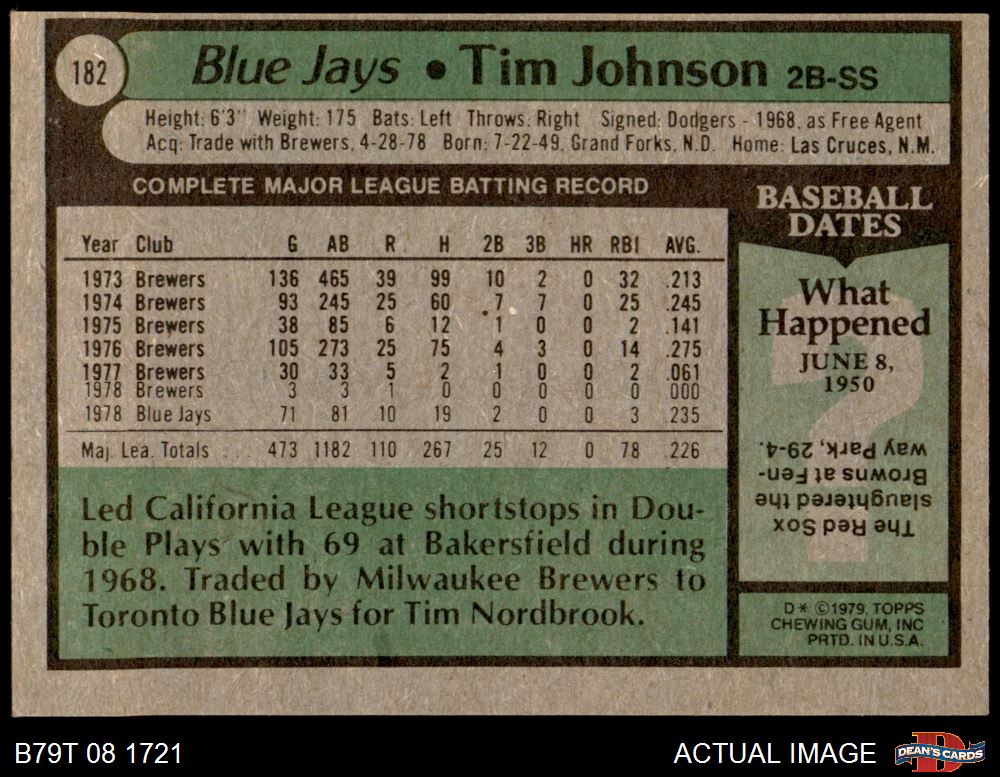 182 Blue Jays • Tim Johnson 2B-SS
Height: 6'3" Weight: 175 Bats: Left Throws: Right Signed: Dodgers - 1968, as Free Agent
Acq: Trade with Brewers, 4-28-78 Born: 7-22-49, Grand Forks, N.D. Home: Las Cruces, N.M.
COMPLETE MAJOR LEAGUE BATTING RECORD
Year Club G AB R H 2B 3B HR RBI AVG.
1973 Brewers 136 465 39 99 10 2 0 32 .213
1974 Brewers 93 245 25 60 7 7 0 25 .245
1975 Brewers 38 85 6 12 1 0 0 2 .141
1976 Brewers 105 273 25 75 4 3 0 14 .275
1977 Brewers 30 33 5 2 1 0 0 2 .061
1978 Brewers 3 3 1 0 0 0 0 0 .000
1978 Blue Jays 71 81 10 19 2 0 0 3 .235
Maj. Lea. Totals . . . 473 1182 110 267 25 12 0 78 .226
Led California League shortstops in Dou-
ble Plays with 69 at Bakersfield during
1968. Traded by Milwaukee Brewers to
Toronto Blue Jays for Tim Nordbrook.
BASEBALL
DATES
What
Happened
JUNE 8,
1950
The Red Sox
slaughtered the
Browns at Fen-
way Park, 29-4.
D* ©1979, TOPPS
CHEWING GUM, INC
PRTD. IN U.S.A.
B79T 08 1721
ACTUAL IMAGE
D
DEAN'S CARDS